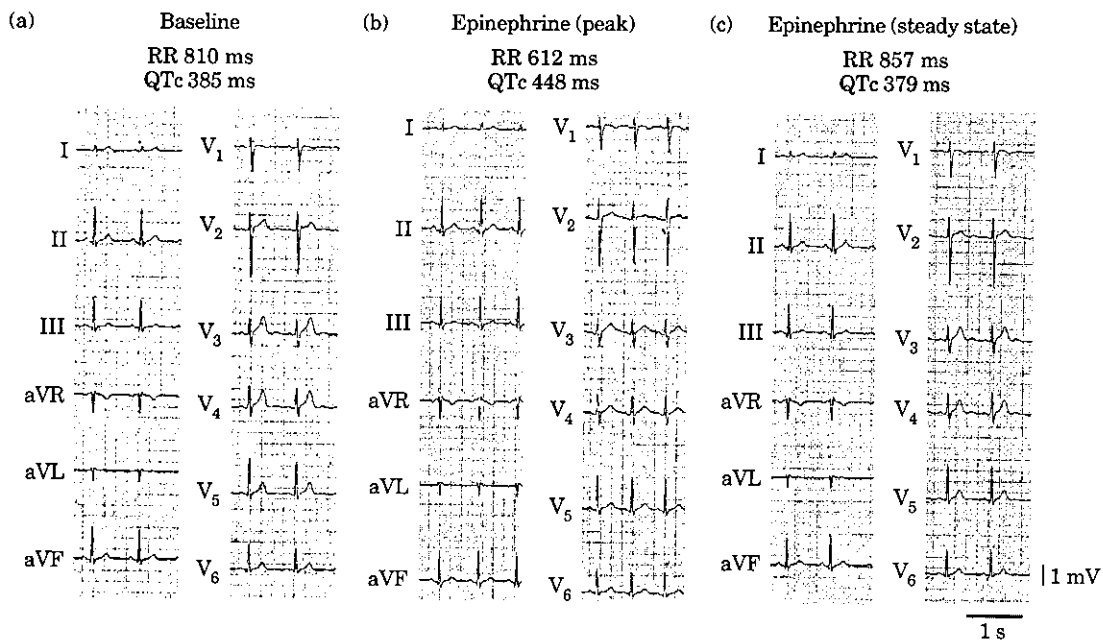 (a) Baseline
RR 810 ms
QTc 385 ms
I
II
III
aVR
aVL
aVF
V1
V2
V3
V4
V5
V6
(b) Epinephrine (peak)
RR 612 ms
QTc 448 ms
I
II
III
aVR
aVL
aVF
V1
V2
V3
V4
V5
V6
(c) Epinephrine (steady state)
RR 857 ms
QTc 379 ms
I
II
III
aVR
aVL
aVF
V1
V2
V3
V4
V5
V6
1 mV
1 s